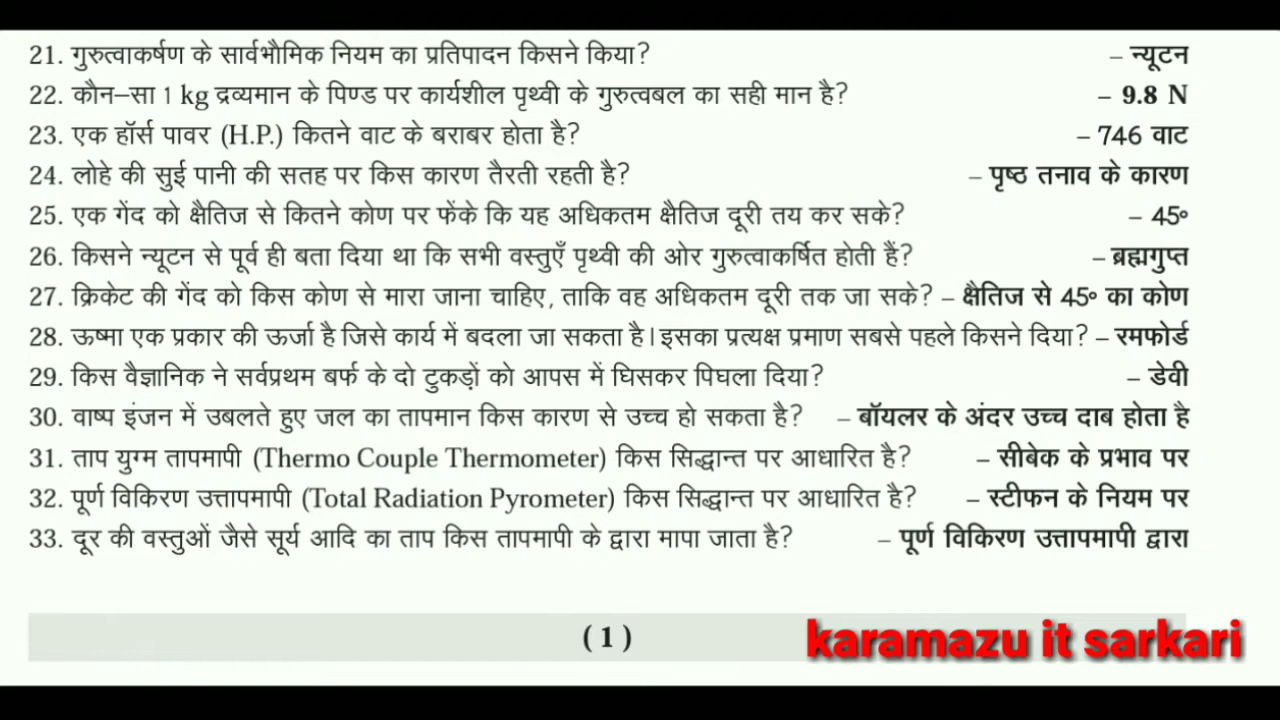 21. गुरुत्वाकर्षण के सार्वभौमिक नियम का प्रतिपादन किसने किया? – न्यूटन
22. कौन–सा 1 kg द्रव्यमान के पिण्ड पर कार्यशील पृथ्वी के गुरुत्वबल का सही मान है? – 9.8 N
23. एक हॉर्स पावर (H.P.) कितने वाट के बराबर होता है? – 746 वाट
24. लोहे की सुई पानी की सतह पर किस कारण तैरती रहती है? – पृष्ठ तनाव के कारण
25. एक गेंद को क्षैतिज से कितने कोण पर फेंके कि यह अधिकतम क्षैतिज दूरी तय कर सके? – 45°
26. किसने न्यूटन से पूर्व ही बता दिया था कि सभी वस्तुएँ पृथ्वी की ओर गुरुत्वाकर्षित होती हैं? – ब्रह्मगुप्त
27. क्रिकेट की गेंद को किस कोण से मारा जाना चाहिए, ताकि वह अधिकतम दूरी तक जा सके? – क्षैतिज से 45° का कोण
28. ऊष्मा एक प्रकार की ऊर्जा है जिसे कार्य में बदला जा सकता है। इसका प्रत्यक्ष प्रमाण सबसे पहले किसने दिया? – रमफोर्ड
29. किस वैज्ञानिक ने सर्वप्रथम बर्फ के दो टुकड़ों को आपस में घिसकर पिघला दिया? – डेवी
30. वाष्प इंजन में उबलते हुए जल का तापमान किस कारण से उच्च हो सकता है? – बॉयलर के अंदर उच्च दाब होता है
31. ताप युग्म तापमापी (Thermo Couple Thermometer) किस सिद्धान्त पर आधारित है? – सीबेक के प्रभाव पर
32. पूर्ण विकिरण उत्तापमापी (Total Radiation Pyrometer) किस सिद्धान्त पर आधारित है? – स्टीफन के नियम पर
33. दूर की वस्तुओं जैसे सूर्य आदि का ताप किस तापमापी के द्वारा मापा जाता है? – पूर्ण विकिरण उत्तापमापी द्वारा
( 1 )
karamazu it sarkari